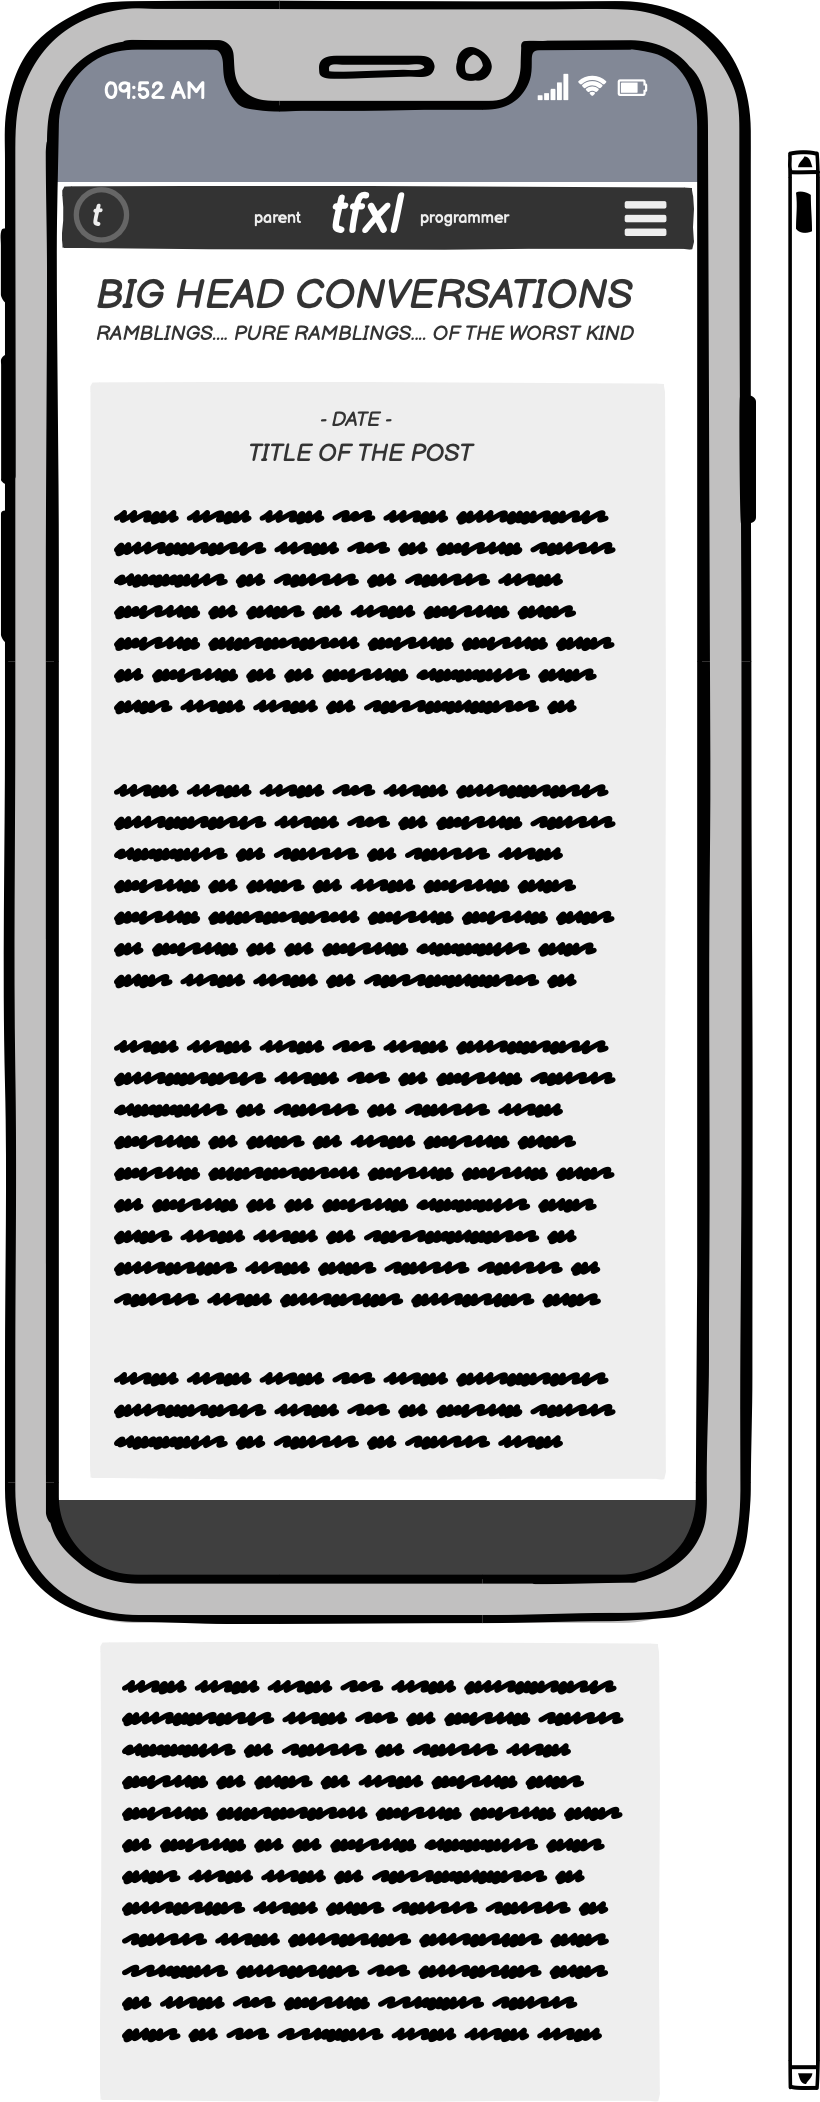 09:52 AM
t parent tfxl programmer
BIG HEAD CONVERSATIONS
RAMBLINGS.... PURE RAMBLINGS.... OF THE WORST KIND
- DATE -
TITLE OF THE POST